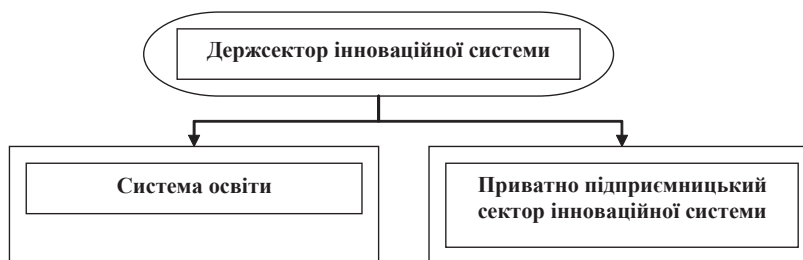 Держсектор інноваційної системи
Система освіти
Приватно підприємницький
сектор інноваційної системи